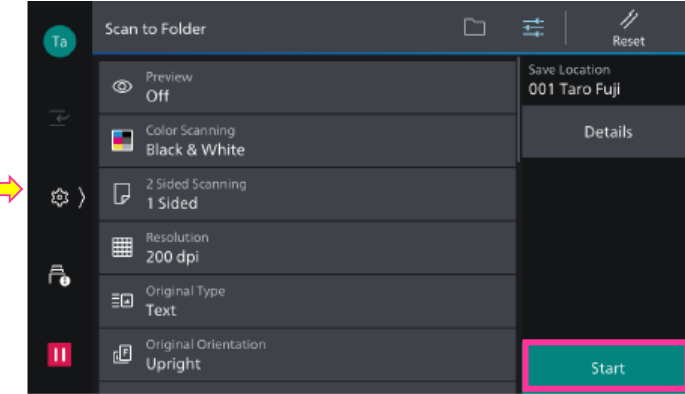 Ta
Scan to Folder
Reset
Preview
Off
Color Scanning
Black & White
2 Sided Scanning
1 Sided
Resolution
200 dpi
Original Type
Text
Original Orientation
Upright
Save Location
001 Taro Fuji
Details
Start